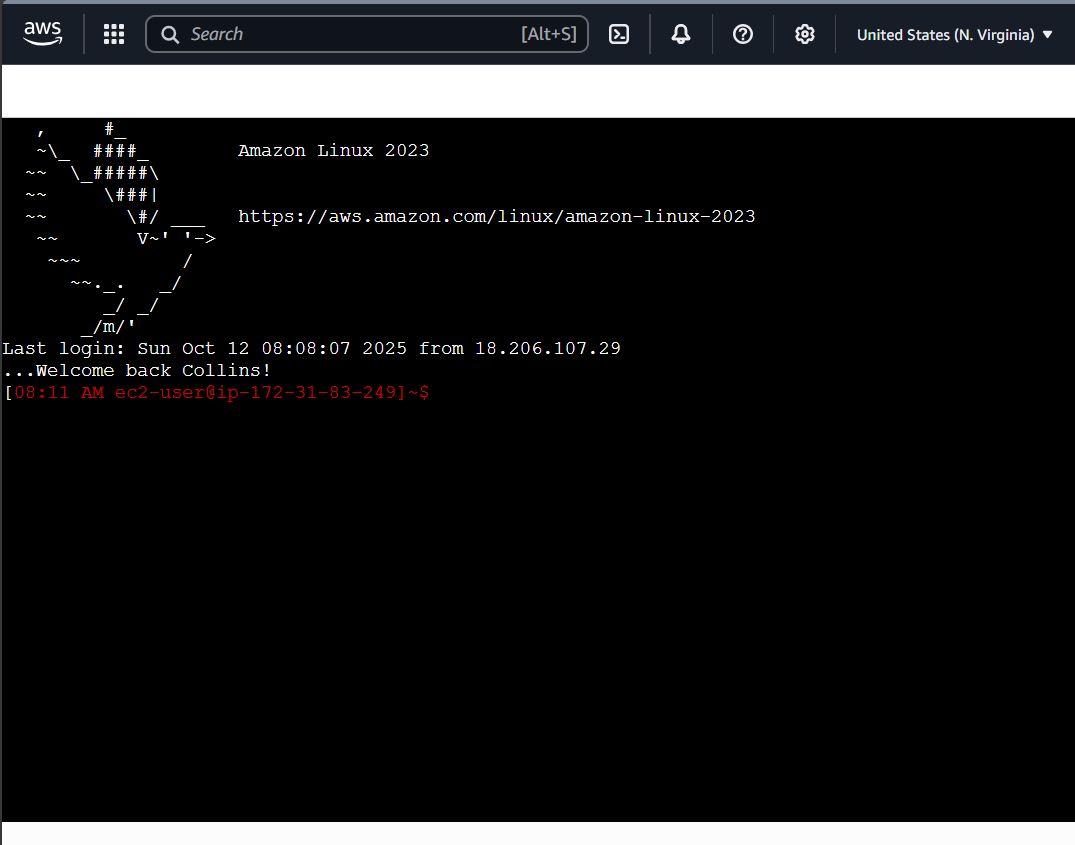 aws Search [Alt+S] United States (N. Virginia)
   ,     #_
   ~\_  ####_        Amazon Linux 2023
  ~~  \_#####\
  ~~     \###|
  ~~       \#/ ___   https://aws.amazon.com/linux/amazon-linux-2023
   ~~       V~' '->
    ~~~         /
      ~~._.   _/
         _/ _/
       _/m/'
Last login: Sun Oct 12 08:08:07 2025 from 18.206.107.29
...Welcome back Collins!
[08:11 AM ec2-user@ip-172-31-83-249]~$